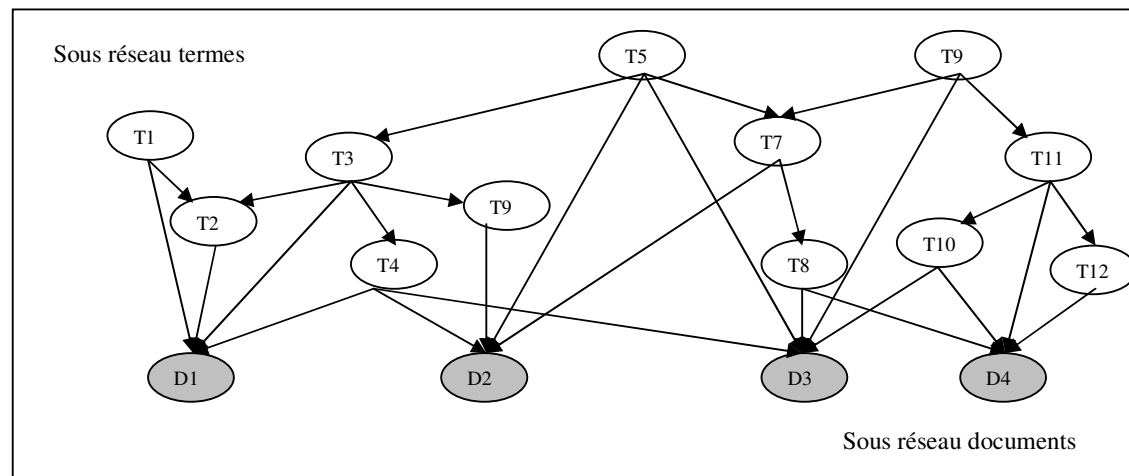 Sous réseau termes
T5
T9
T1
T7
T3
T11
T9
T2
T10
T4
T8
T12
D1
D2
D3
D4
Sous réseau documents